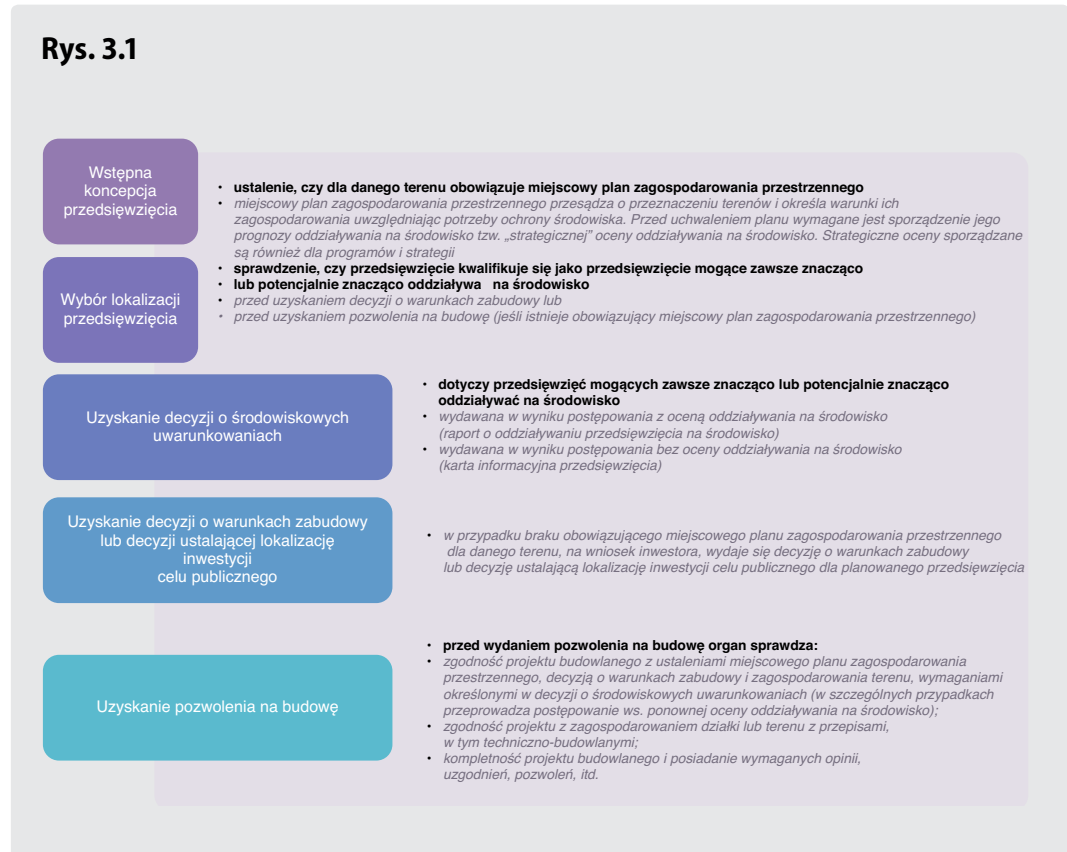 Rys. 3.1
Wstępna
koncepcja
przedsięwzięcia
• ustalenie, czy dla danego terenu obowiązuje miejscowy plan zagospodarowania przestrzennego
• miejscowy plan zagospodarowania przestrzennego przesądza o przeznaczeniu terenów i określa warunki ich
zagospodarowania uwzględniając potrzeby ochrony środowiska. Przed uchwaleniem planu wymagane jest sporządzenie jego
prognozy oddziaływania na środowisko tzw. „strategicznej” oceny oddziaływania na środowisko. Strategiczne oceny sporządzane
są również dla programów i strategii
Wybór lokalizacji
przedsięwzięcia
• sprawdzenie, czy przedsięwzięcie kwalifikuje się jako przedsięwzięcie mogące zawsze znacząco
• lub potencjalnie znacząco oddziaływa na środowisko
• przed uzyskaniem decyzji o warunkach zabudowy lub
• przed uzyskaniem pozwolenia na budowę (jeśli istnieje obowiązujący miejscowy plan zagospodarowania przestrzennego)
Uzyskanie decyzji o środowiskowych
uwarunkowaniach
• dotyczy przedsięwzięć mogących zawsze znacząco lub potencjalnie znacząco
oddziaływać na środowisko
• wydawana w wyniku postępowania z oceną oddziaływania na środowisko
(raport o oddziaływaniu przedsięwzięcia na środowisko)
• wydawana w wyniku postępowania bez oceny oddziaływania na środowisko
(karta informacyjna przedsięwzięcia)
Uzyskanie decyzji o warunkach zabudowy
lub decyzji ustalającej lokalizację
inwestycji
celu publicznego
• w przypadku braku obowiązującego miejscowego planu zagospodarowania przestrzennego
dla danego terenu, na wniosek inwestora, wydaje się decyzję o warunkach zabudowy
lub decyzję ustalającą lokalizację inwestycji celu publicznego dla planowanego przedsięwzięcia
Uzyskanie pozwolenia na budowę
• przed wydaniem pozwolenia na budowę organ sprawdza:
• zgodność projektu budowlanego z ustaleniami miejscowego planu zagospodarowania
przestrzennego, decyzją o warunkach zabudowy i zagospodarowania terenu, wymaganiami
określonymi w decyzji o środowiskowych uwarunkowaniach (w szczególnych przypadkach
przeprowadza postępowanie ws. ponownej oceny oddziaływania na środowisko);
• zgodność projektu z zagospodarowaniem działki lub terenu z przepisami,
w tym techniczno-budowlanymi;
• kompletność projektu budowlanego i posiadanie wymaganych opinii,
uzgodnień, pozwoleń, itd.